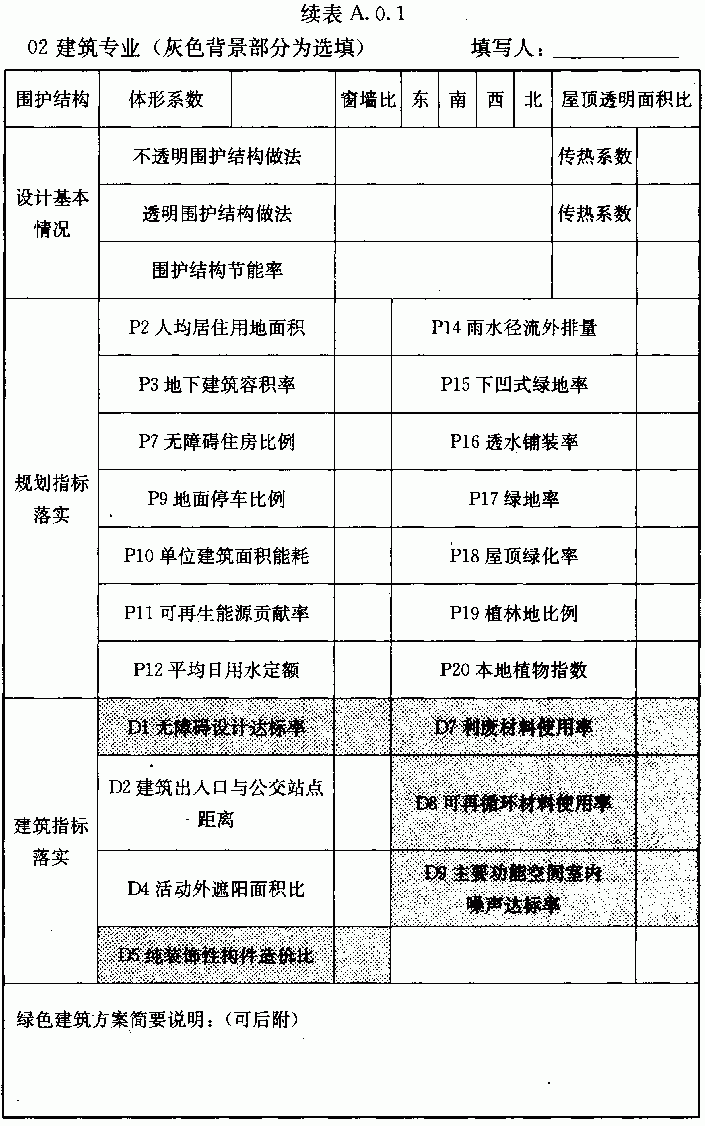 续表 A.0.1
02 建筑专业（灰色背景部分为选填） 填写人：
围护结构 体形系数 窗墙比 东 南 西 北 屋顶透明面积比
设计基本
情况
不透明围护结构做法 传热系数
透明围护结构做法 传热系数
围护结构节能率
规划指标
落实
P2 人均居住用地面积 P14 雨水径流外排量
P3 地下建筑容积率 P15 下凹式绿地率
P7 无障碍住房比例 P16 透水铺装率
P9 地面停车比例 P17 绿地率
P10 单位建筑面积能耗 P18 屋顶绿化率
P11 可再生能源贡献率 P19 植林地比例
P12 平均日用水定额 P20 本地植物指数
建筑指标
落实
D1 无障碍设计达标率 D7 利废材料使用率
D2 建筑出入口与公交站点
距离
D8 可再循环材料使用率
D4 活动外遮阳面积比
D9 主要功能空间室内
噪声达标率
D5 纯装饰性构件造价比
绿色建筑方案简要说明：（可后附）